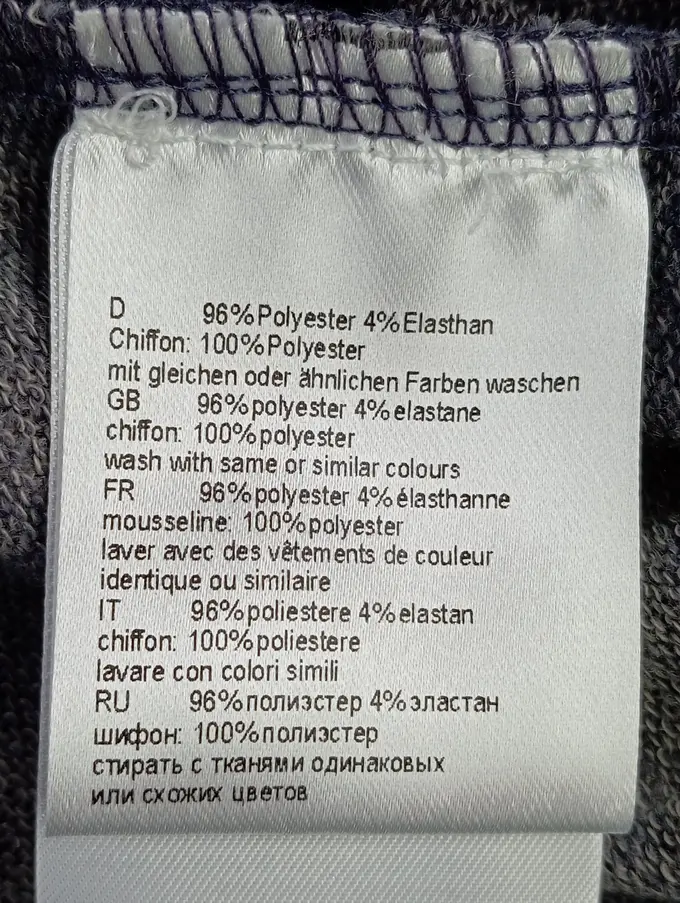 D 96%Polyester 4%Elasthan
Chiffon: 100%Polyester
mit gleichen oder ähnlichen Farben waschen
GB 96%polyester 4%elastane
chiffon: 100%polyester
wash with same or similar colours
FR 96%polyester 4%élasthanne
mousseline: 100%polyester
laver avec des vêtements de couleur
identique ou similaire
IT 96%poliestere 4%elastan
chiffon: 100%poliestere
lavare con colori simili
RU 96%полиэстер 4%эластан
шифон: 100%полиэстер
стирать с тканями одинаковых
или схожих цветов